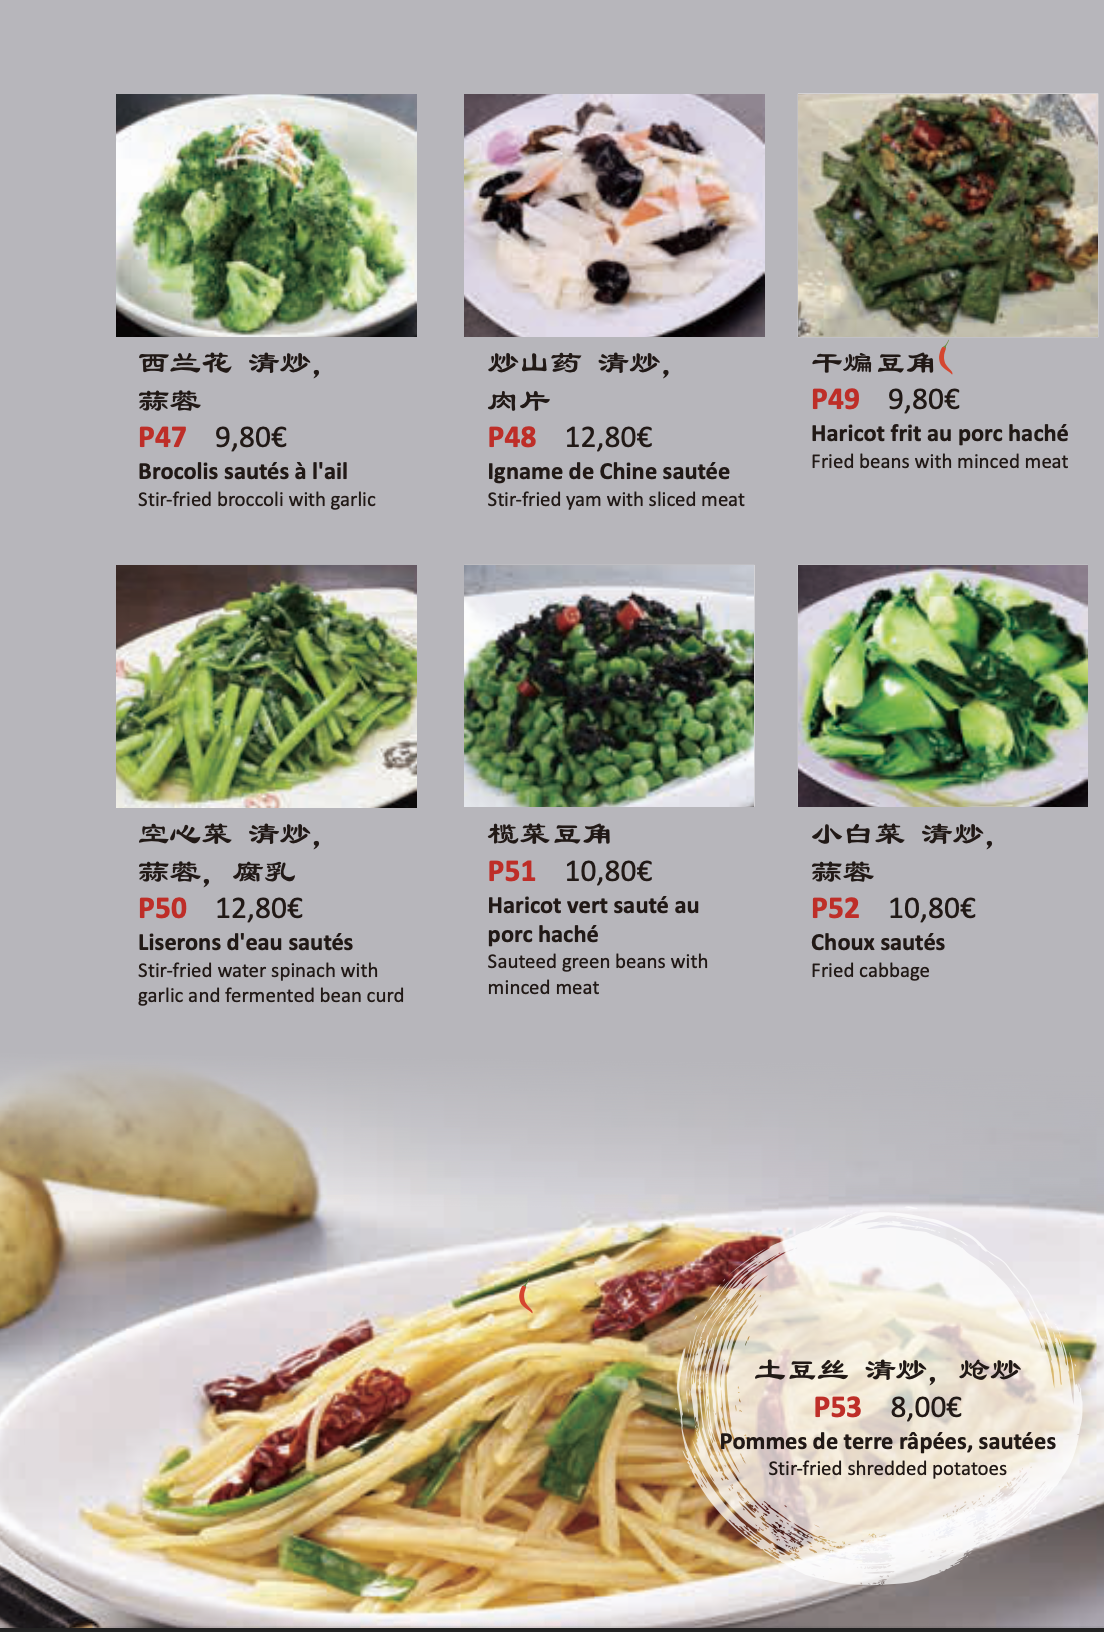 西兰花 清炒,
蒜蓉
P47 9,80€
Brocolis sautés à l'ail
Stir-fried broccoli with garlic
炒山药 清炒,
肉片
P48 12,80€
Igname de Chine sautée
Stir-fried yam with sliced meat
干煸豆角
P49 9,80€
Haricot frit au porc haché
Fried beans with minced meat
空心菜 清炒,
蒜蓉, 腐乳
P50 12,80€
Liserons d'eau sautés
Stir-fried water spinach with
garlic and fermented bean curd
榄菜豆角
P51 10,80€
Haricot vert sauté au
porc haché
Sauteed green beans with
minced meat
小白菜 清炒,
蒜蓉
P52 10,80€
Choux sautés
Fried cabbage
土豆丝 清炒, 炝炒
P53 8,00€
Pommes de terre râpées, sautées
Stir-fried shredded potatoes